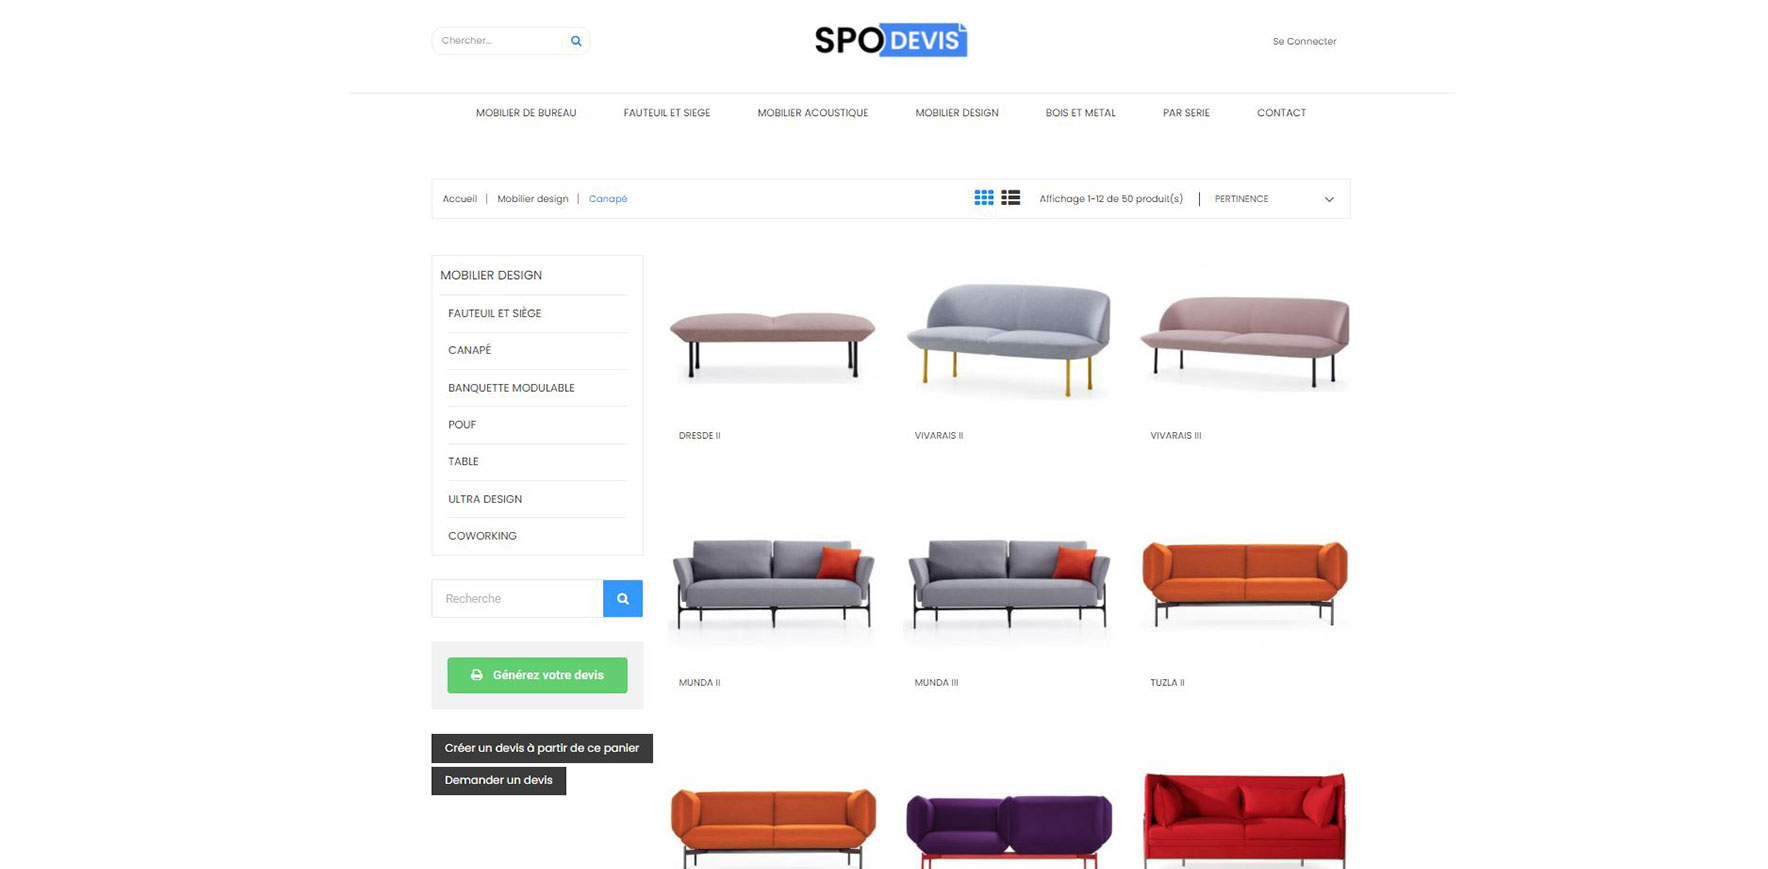 Chercher...
SPO DEVIS
Se Connecter
MOBILIER DE BUREAU
FAUTEUIL ET SIEGE
MOBILIER ACOUSTIQUE
MOBILIER DESIGN
BOIS ET METAL
PAR SERIE
CONTACT
Accueil | Mobilier design | Canapé
Affichage 1-12 de 50 produit(s) | PERTINENCE
MOBILIER DESIGN
FAUTEUIL ET SIÈGE
CANAPÉ
BANQUETTE MODULABLE
POUF
TABLE
ULTRA DESIGN
COWORKING
Recherche
Générez votre devis
Créer un devis à partir de ce panier
Demander un devis
DRESDE II
VIVARAIS II
VIVARAIS III
MUNDA II
MUNDA III
TUZLA II